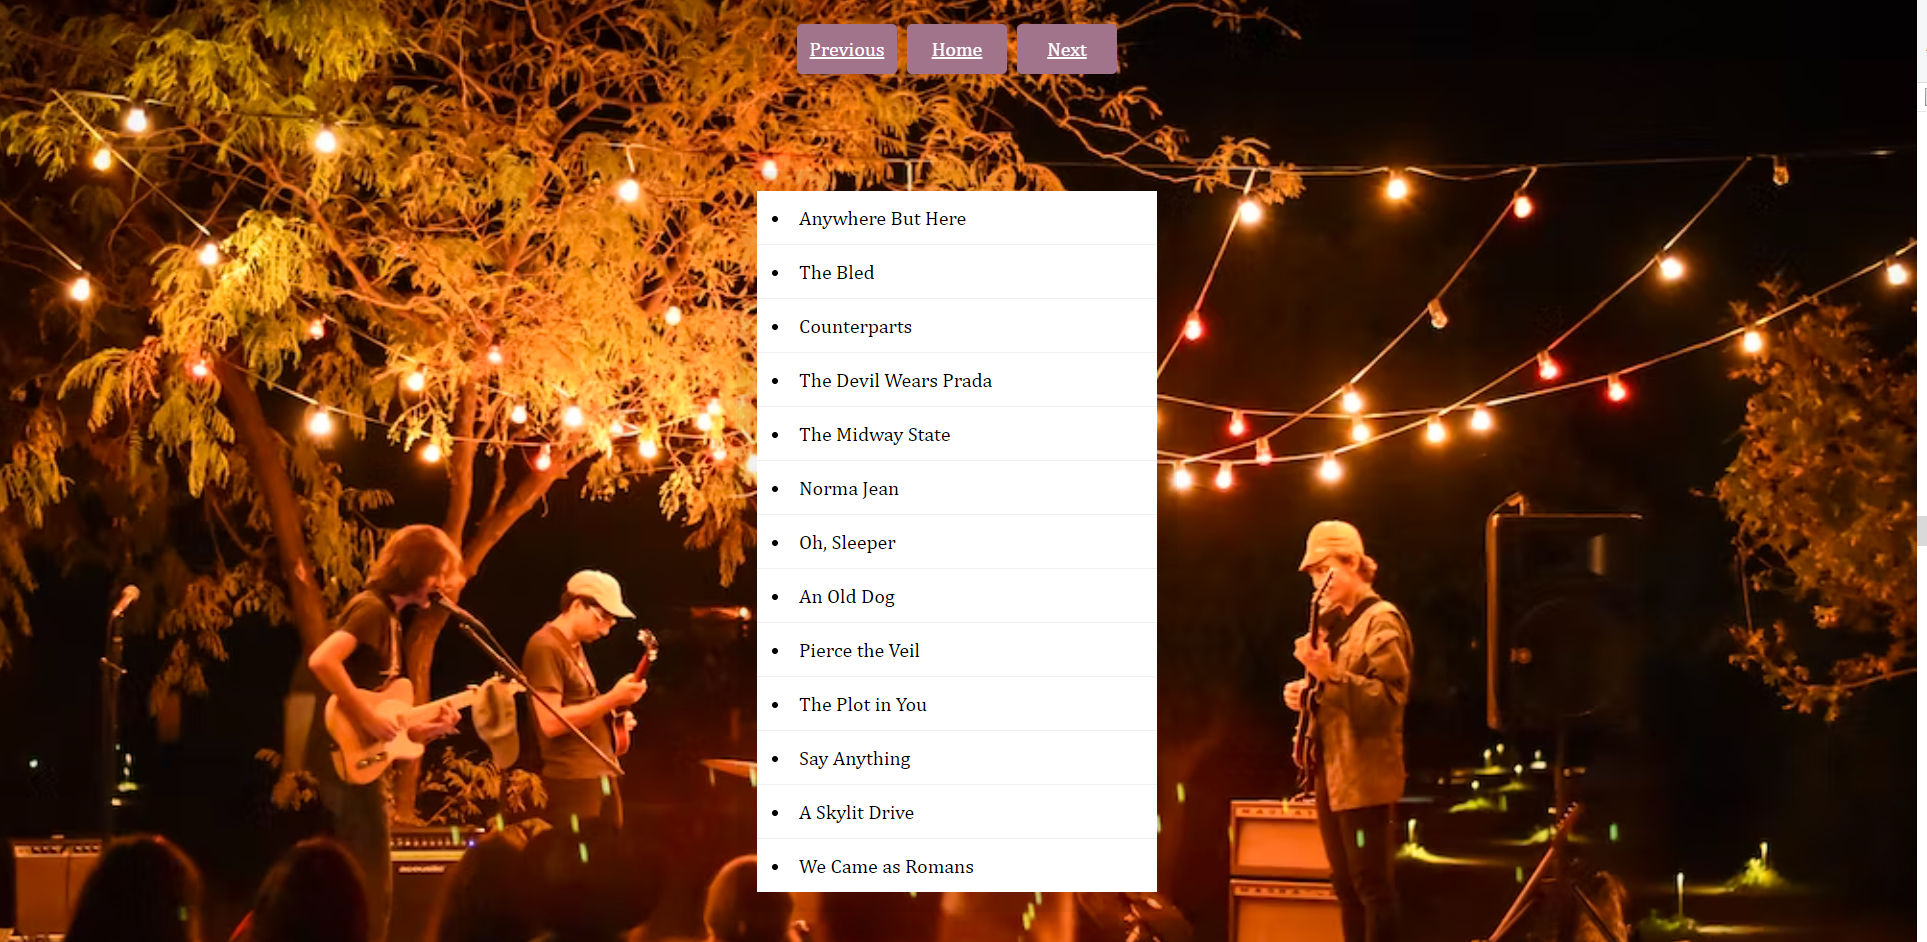 Previous Home Next
Anywhere But Here
The Bled
Counterparts
The Devil Wears Prada
The Midway State
Norma Jean
Oh, Sleeper
An Old Dog
Pierce the Veil
The Plot in You
Say Anything
A Skylit Drive
We Came as Romans
acoustic